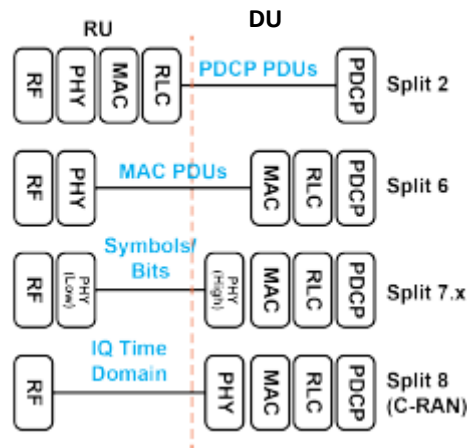 RU
DU
RF
PHY
MAC
RLC
PDCP PDUs
PDCP
Split 2
RF
PHY
MAC PDUs
MAC
RLC
PDCP
Split 6
RF
PHY
(Low)
Symbols/
Bits
PHY
(High)
MAC
RLC
PDCP
Split 7.x
RF
IQ Time
Domain
PHY
MAC
RLC
PDCP
Split 8
(C-RAN)